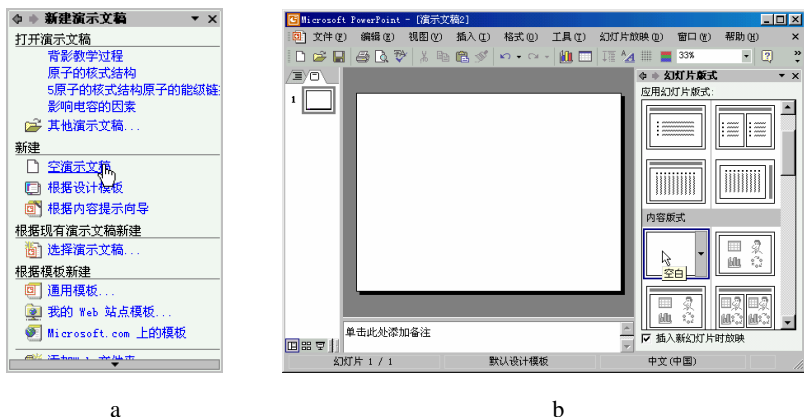 新建演示文稿
打开演示文稿
背影教学过程
原子的核式结构
5原子的核式结构原子的能级链
影响电容的因素
其他演示文稿...
新建
空演示文稿
根据设计模板
根据内容提示向导
根据现有演示文稿新建
选择演示文稿...
根据模板新建
通用模板...
我的 Web 站点模板...
Microsoft.com 上的模板
a
Microsoft PowerPoint - [演示文稿2]
文件(F) 编辑(E) 视图(V) 插入(I) 格式(O) 工具(T) 幻灯片放映(D) 窗口(W) 帮助(H)
33%
幻灯片版式
应用幻灯片版式:
1
内容版式
空白
单击此处添加备注
插入新幻灯片时放映
幻灯片 1 / 1 默认设计模板 中文(中国)
b